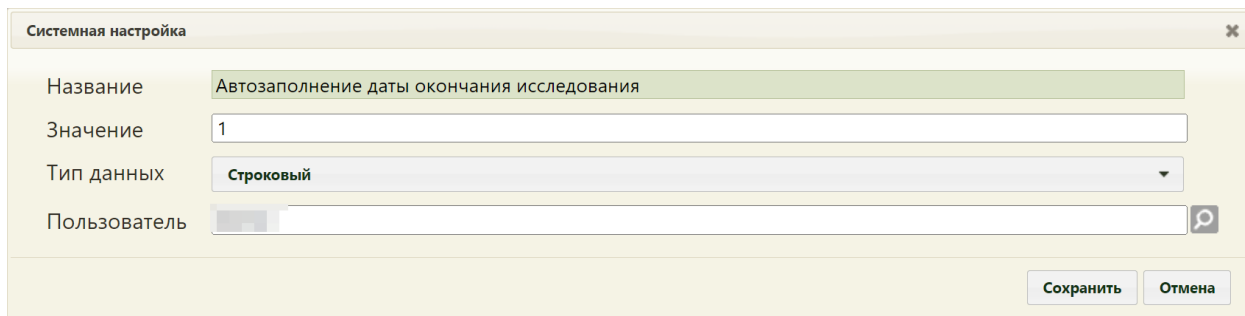 Системная настройка
Название Автозаполнение даты окончания исследования
Значение 1
Тип данных Строковый
Пользователь
Сохранить Отмена